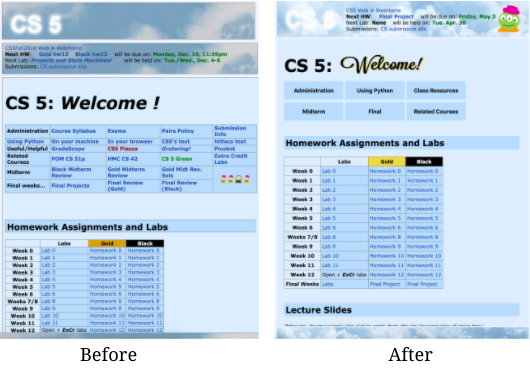 CS 5
CS5Fall2018 Web > WebHome
Next HW: Gold hw12 Black hw12 will be due on: Monday, Dec. 10, 11:59pm
Next Lab: Projects and State Machines! will be held on: Tue./Wed., Dec. 4-5
Submissions: CS submission site
CS 5: Welcome !
Administration Course Syllabus Exams Pairs Policy Submission Info
Using Python On your machine In your browser CS5's text httlacs text
Useful/Helpful Gradesheet CS5 Piazza Grutoring! Picobot
Related Courses POM CS 51p HMC CS 42 CS 5 Green Extra Credit Labs
Midterm Black Midterm Review Gold Midterm Review Gold Midt Rev. Sols
Final weeks... Final Projects Final Review (Gold) Final Review (Black)
Homework Assignments and Labs
Labs Gold Black
Week 0 Lab 0 Homework 0 Homework 0
Week 1 Lab 1 Homework 1 Homework 1
Week 2 Lab 2 Homework 2 Homework 2
Week 3 Lab 3 Homework 3 Homework 3
Week 4 Lab 4 Homework 4 Homework 4
Week 5 Lab 5 Homework 5 Homework 5
Week 6 Lab 6 Homework 6 Homework 6
Weeks 7/8 Lab 8 Homework 8 Homework 8
Week 9 Lab 9 Homework 9 Homework 9
Week 10 Lab 10 Homework 10 Homework 10
Week 11 Lab 11 Homework 11 Homework 11
Week 12 Open + ExCr labs Homework 12 Homework 12
Before
CS 5
CS5 Web > WebHome
Next HW: Final Project will be due on: Friday, May 3
Next Lab: None will be held on: Tue. Apr. 30
Submissions: CS submission site
CS 5: Welcome!
Administration Using Python Class Resources
Midterm Final Related Courses
Homework Assignments and Labs
Labs Gold Black
Week 0 Lab 0 Homework 0 Homework 0
Week 1 Lab 1 Homework 1 Homework 1
Week 2 Lab 2 Homework 2 Homework 2
Week 3 Lab 3 Homework 3 Homework 3
Week 4 Lab 4 Homework 4 Homework 4
Week 5 Lab 5 Homework 5 Homework 5
Week 6 Lab 6 Homework 6 Homework 6
Weeks 7/8 Lab 8 Homework 8 Homework 8
Week 9 Lab 9 Homework 9 Homework 9
Week 10 Lab 10 Homework 10 Homework 10
Week 11 Lab 11 Homework 11 Homework 11
Week 12 Open + ExCr labs Homework 12 Homework 12
Final Weeks Labs Final Project Final Project
Lecture Slides
After